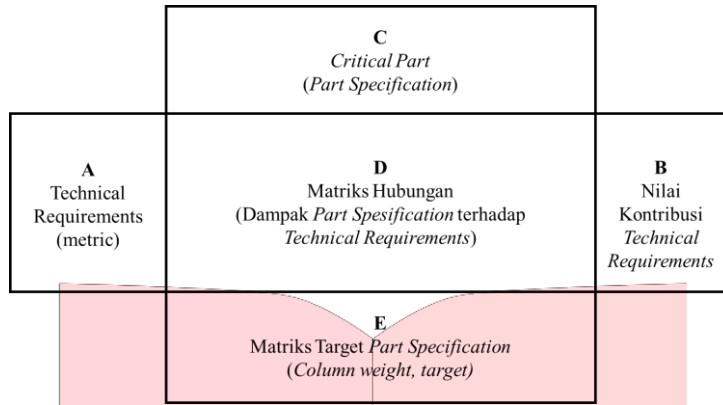 C
Critical Part
(Part Specification)
A
Technical
Requirements
(metric)
D
Matriks Hubungan
(Dampak Part Spesification terhadap
Technical Requirements)
B
Nilai
Kontribusi
Technical
Requirements
E
Matriks Target Part Specification
(Column weight, target)